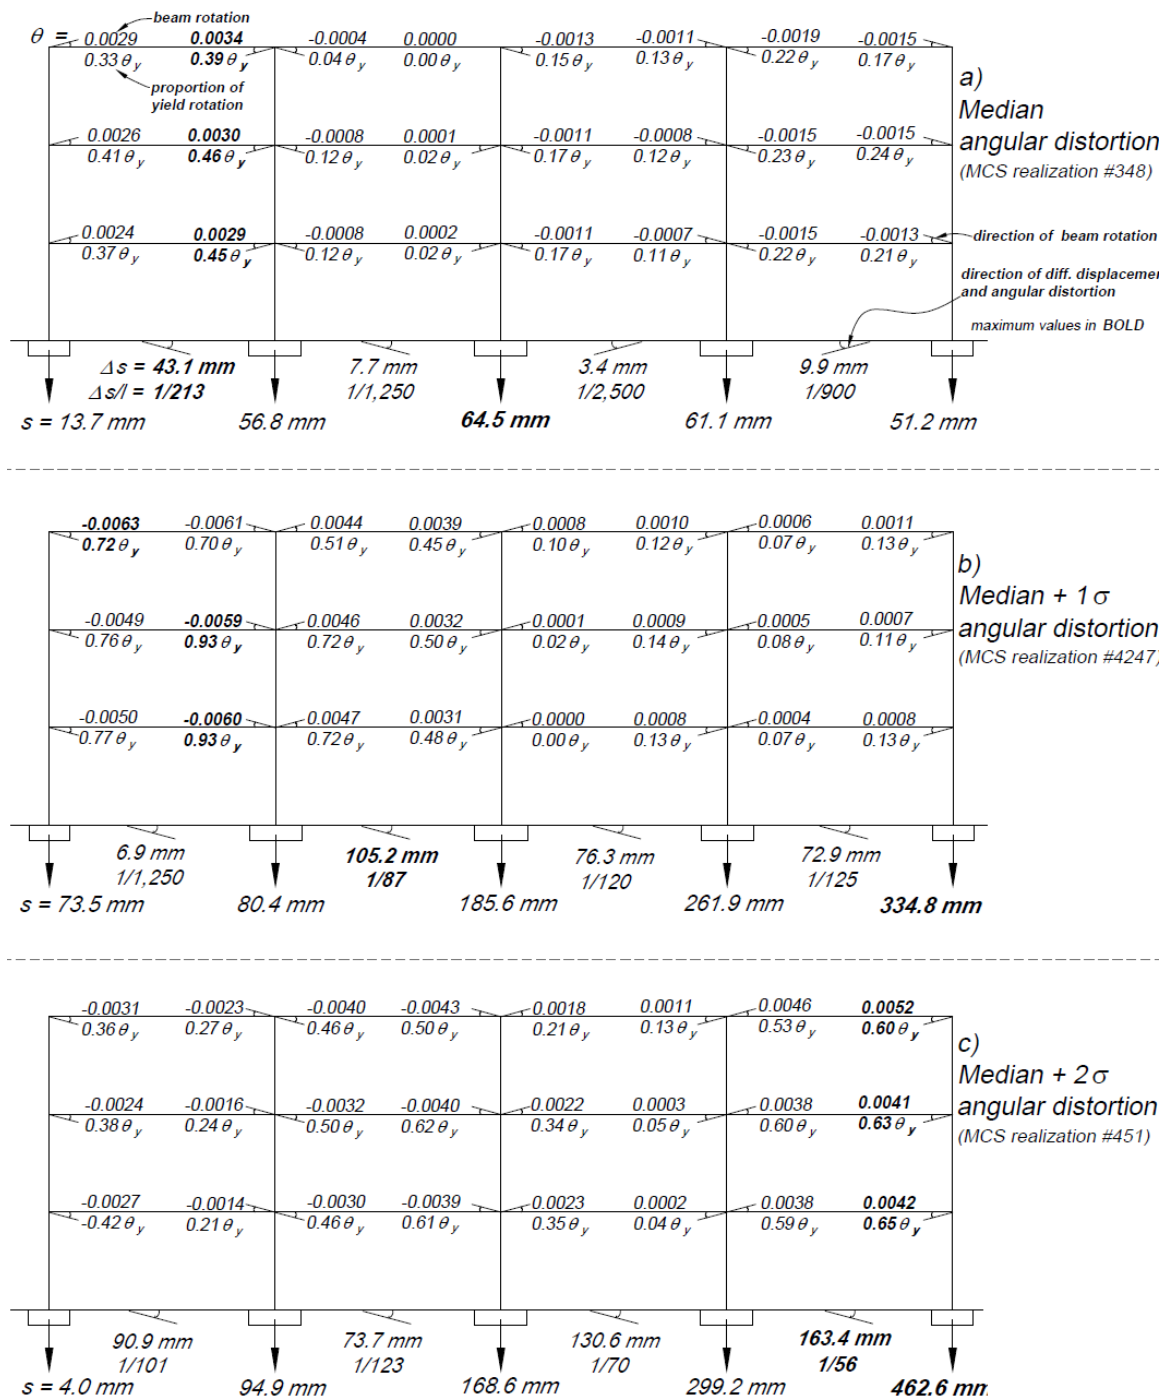 beam rotation
θ = 0.0029 0.0034 -0.0004 0.0000 -0.0013 -0.0011 -0.0019 -0.0015
0.33θy 0.39θy 0.04θy 0.00θy 0.15θy 0.13θy 0.22θy 0.17θy
proportion of
yield rotation
a)
Median
angular distortion
(MCS realization #348)
0.0026 0.0030 -0.0008 0.0001 -0.0011 -0.0008 -0.0015 -0.0015
0.41θy 0.46θy 0.12θy 0.02θy 0.17θy 0.12θy 0.23θy 0.24θy
0.0024 0.0029 -0.0008 0.0002 -0.0011 -0.0007 -0.0015 -0.0013
0.37θy 0.45θy 0.12θy 0.02θy 0.17θy 0.11θy 0.22θy 0.21θy
direction of beam rotation
direction of diff. displacemen
and angular distortion
maximum values in BOLD
Δs = 43.1 mm 7.7 mm 3.4 mm 9.9 mm
Δs/l = 1/213 1/1,250 1/2,500 1/900
s = 13.7 mm 56.8 mm 64.5 mm 61.1 mm 51.2 mm
-0.0063 -0.0061 0.0044 0.0039 0.0008 0.0010 0.0006 0.0011
0.72θy 0.70θy 0.51θy 0.45θy 0.10θy 0.12θy 0.07θy 0.13θy
b)
Median + 1σ
angular distortion
(MCS realization #4247)
-0.0049 -0.0059 0.0046 0.0032 0.0001 0.0009 0.0005 0.0007
0.76θy 0.93θy 0.72θy 0.50θy 0.02θy 0.14θy 0.08θy 0.11θy
-0.0050 -0.0060 0.0047 0.0031 0.0000 0.0008 0.0004 0.0008
0.77θy 0.93θy 0.72θy 0.48θy 0.00θy 0.13θy 0.07θy 0.13θy
6.9 mm 105.2 mm 76.3 mm 72.9 mm
1/1,250 1/87 1/120 1/125
s = 73.5 mm 80.4 mm 185.6 mm 261.9 mm 334.8 mm
-0.0031 -0.0023 -0.0040 -0.0043 0.0018 0.0011 0.0046 0.0052
0.36θy 0.27θy 0.46θy 0.50θy 0.21θy 0.13θy 0.53θy 0.60θy
c)
Median + 2σ
angular distortion
(MCS realization #451)
-0.0024 -0.0016 -0.0032 -0.0040 0.0022 0.0003 0.0038 0.0041
0.38θy 0.24θy 0.50θy 0.62θy 0.34θy 0.05θy 0.60θy 0.63θy
-0.0027 -0.0014 -0.0030 -0.0039 0.0023 0.0002 0.0038 0.0042
-0.42θy 0.21θy 0.46θy 0.61θy 0.35θy 0.04θy 0.59θy 0.65θy
90.9 mm 73.7 mm 130.6 mm 163.4 mm
1/101 1/123 1/70 1/56
s = 4.0 mm 94.9 mm 168.6 mm 299.2 mm 462.6 mm